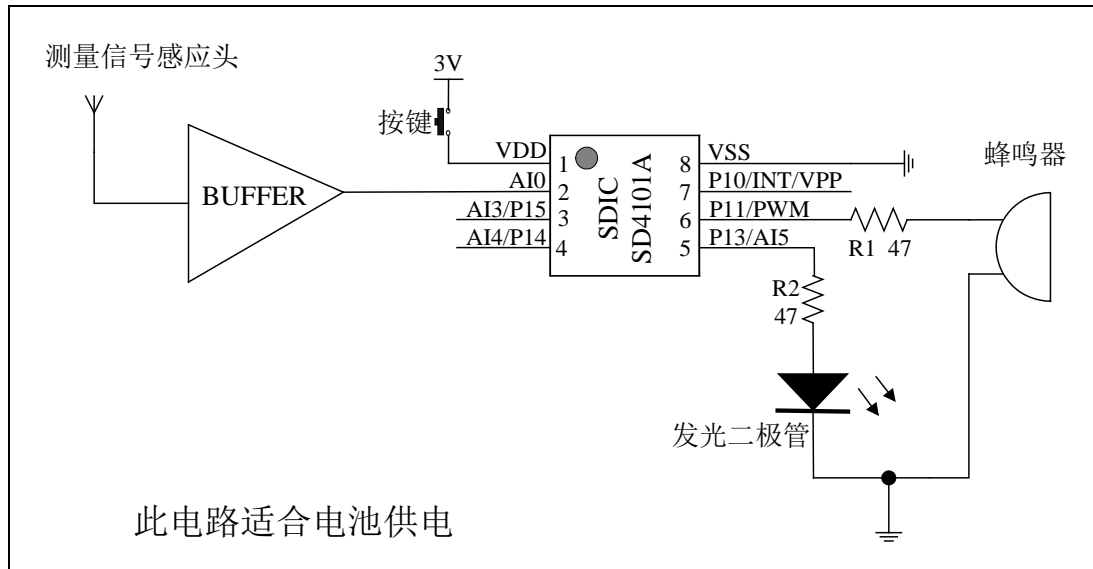 测量信号感应头
3V
按键
蜂鸣器
BUFFER
VDD
1
8
VSS
AI0
2
7
P10/INT/VPP
AI3/P15
3
6
P11/PWM
AI4/P14
4
5
P13/AI5
SDIC
SD4101A
R1 47
R2
47
发光二极管
此电路适合电池供电